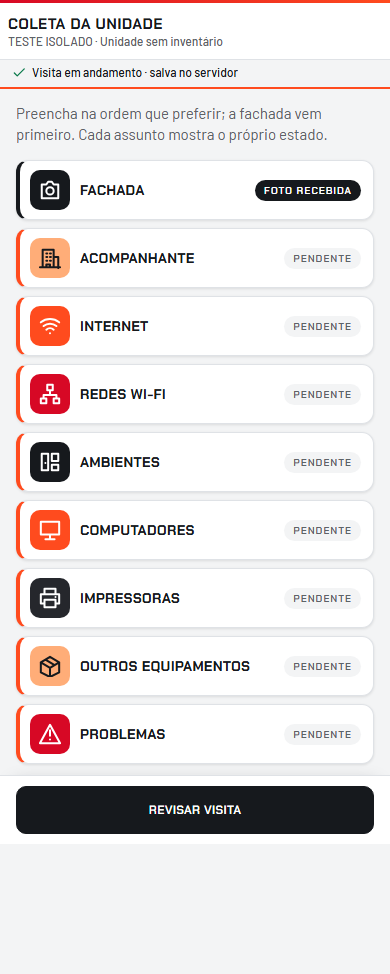 COLETA DA UNIDADE
TESTE ISOLADO · Unidade sem inventário
Visita em andamento · salva no servidor
Preencha na ordem que preferir; a fachada vem
primeiro. Cada assunto mostra o próprio estado.
FACHADA FOTO RECEBIDA
ACOMPANHANTE PENDENTE
INTERNET PENDENTE
REDES WI-FI PENDENTE
AMBIENTES PENDENTE
COMPUTADORES PENDENTE
IMPRESSORAS PENDENTE
OUTROS EQUIPAMENTOS PENDENTE
PROBLEMAS PENDENTE
REVISAR VISITA